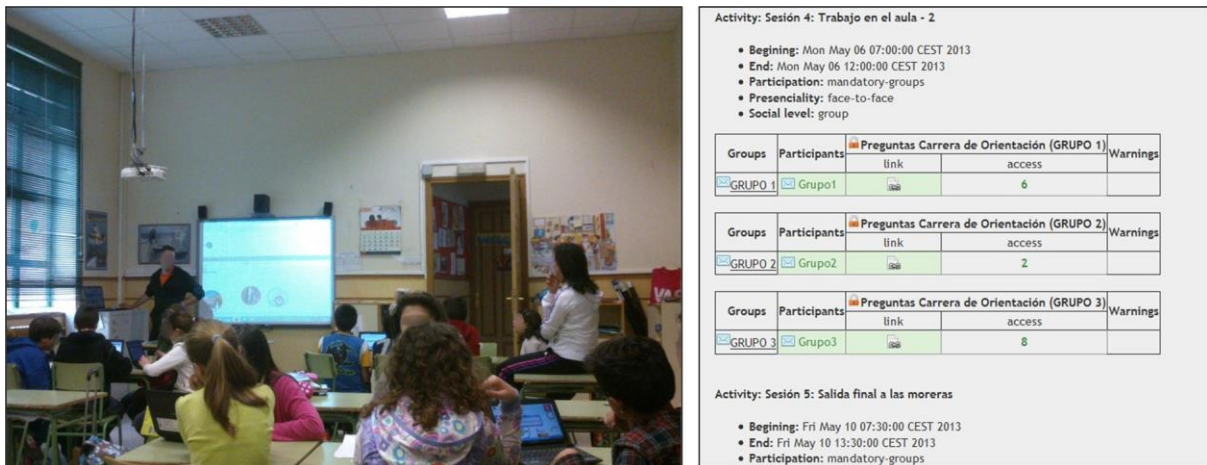 Activity: Sesión 4: Trabajo en el aula - 2
Begining: Mon May 06 07:00:00 CEST 2013
End: Mon May 06 12:00:00 CEST 2013
Participation: mandatory-groups
Presenciality: face-to-face
Social level: group
Groups Participants Preguntas Carrera de Orientación (GRUPO 1) Warnings
link access
GRUPO 1 Grupo1 6
Groups Participants Preguntas Carrera de Orientación (GRUPO 2) Warnings
link access
GRUPO 2 Grupo2 2
Groups Participants Preguntas Carrera de Orientación (GRUPO 3) Warnings
link access
GRUPO 3 Grupo3 8
Activity: Sesión 5: Salida final a las moreras
Begining: Fri May 10 07:30:00 CEST 2013
End: Fri May 10 13:30:00 CEST 2013
Participation: mandatory-groups